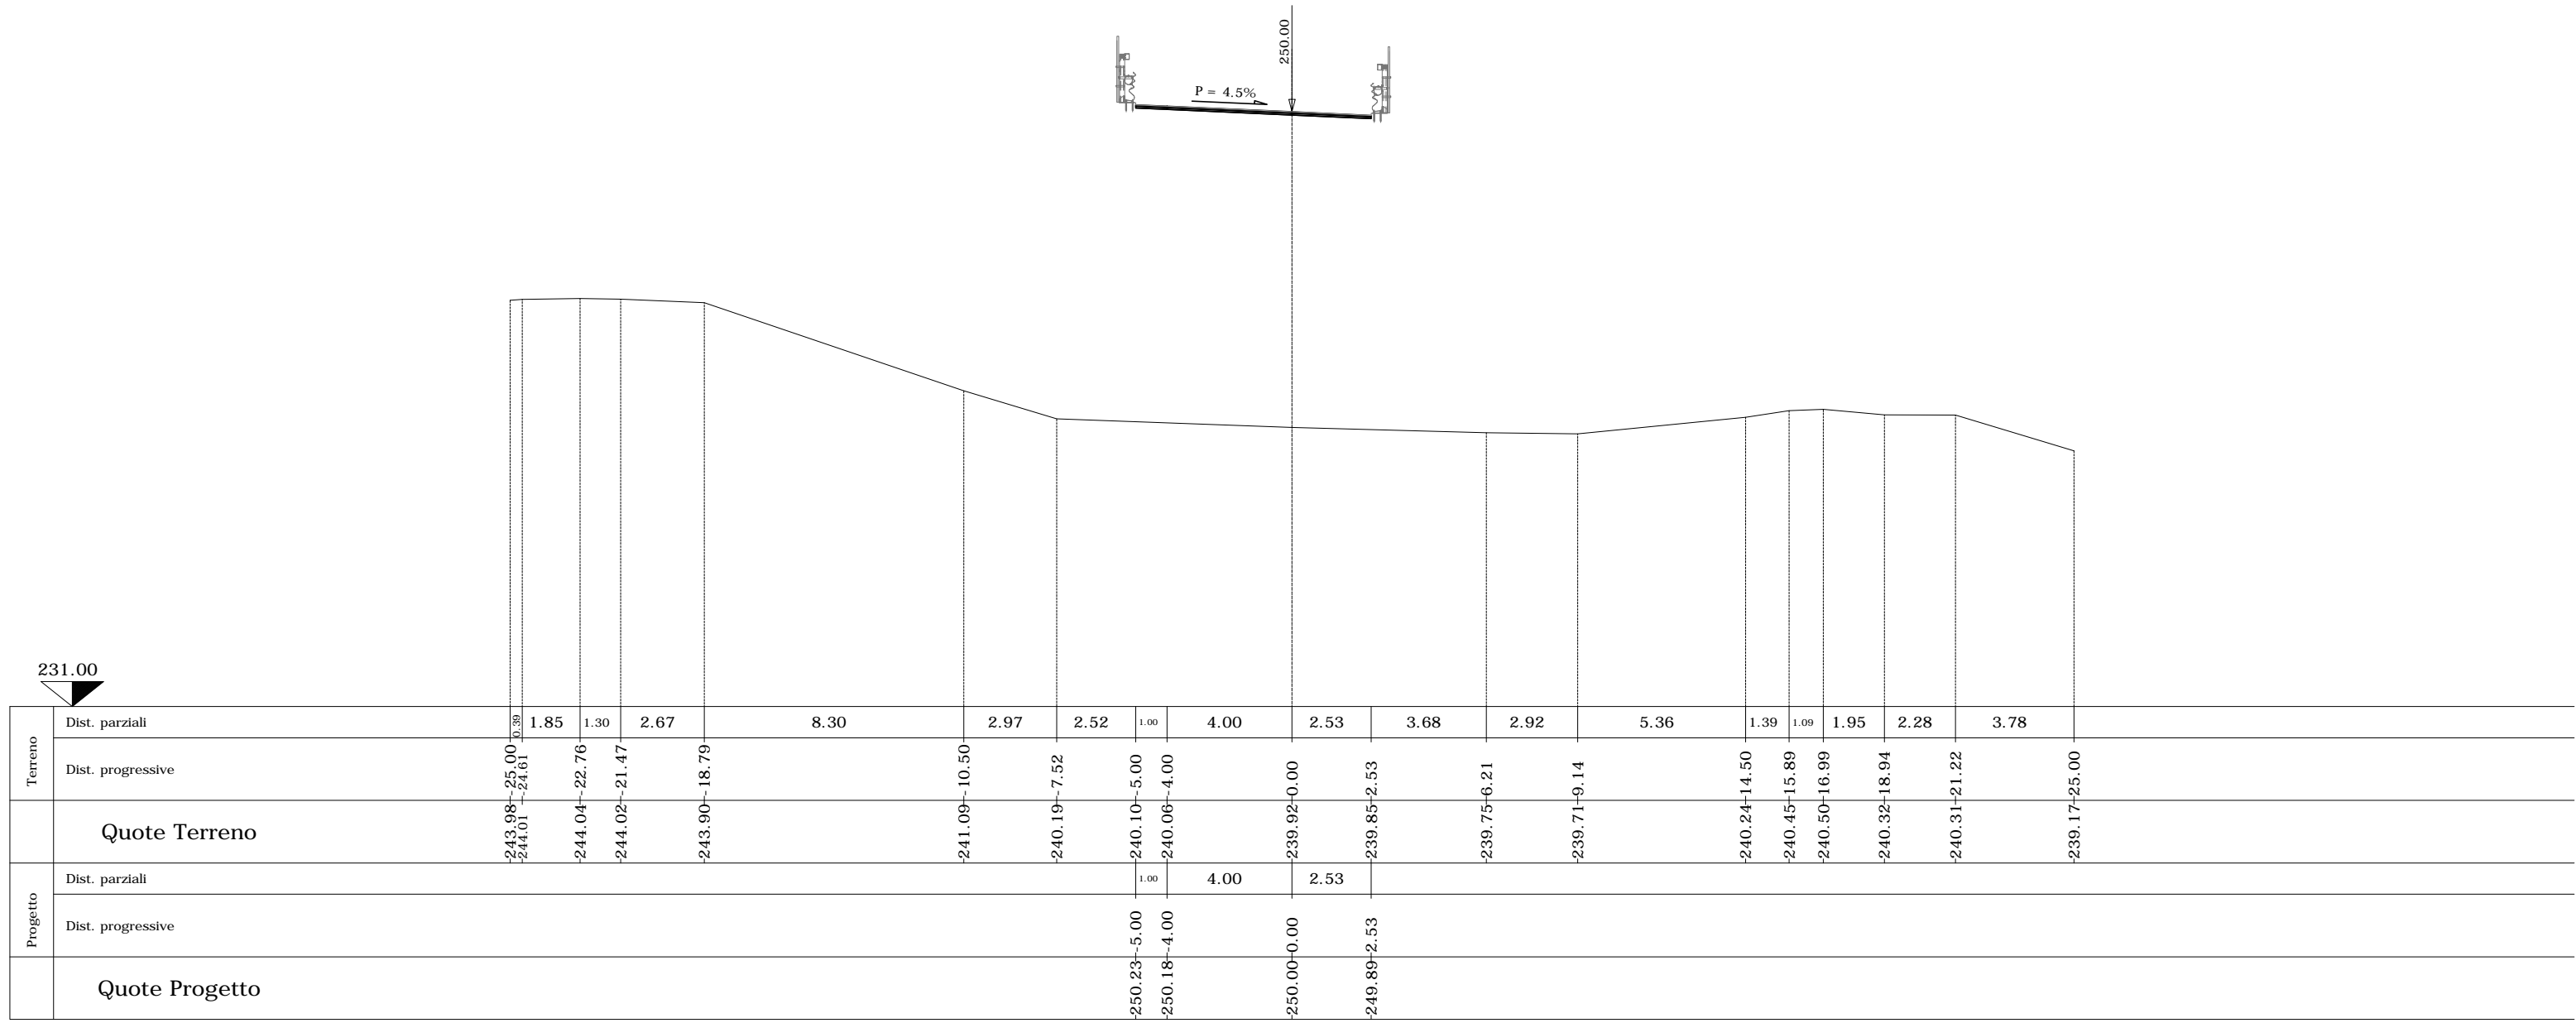 250.00
P = 4.5%
231.00
Terreno
Dist. parziali
0.39 1.85 1.30 2.67 8.30 2.97 2.52 1.00 4.00 2.53 3.68 2.92 5.36 1.39 1.09 1.95 2.28 3.78
Dist. progressive
-25.00 -24.61 -22.76 -21.47 -18.79 -10.50 -7.52 -5.00 -4.00 0.00 2.53 6.21 9.14 14.50 15.89 16.99 18.94 21.22 25.00
Quote Terreno
243.98 244.01 244.04 244.02 243.90 241.09 240.19 240.10 240.06 239.92 239.85 239.75 239.71 240.24 240.45 240.50 240.32 240.31 239.17
Progetto
Dist. parziali
1.00 4.00 2.53
Dist. progressive
-5.00 -4.00 0.00 2.53
Quote Progetto
250.23 250.18 250.00 249.89